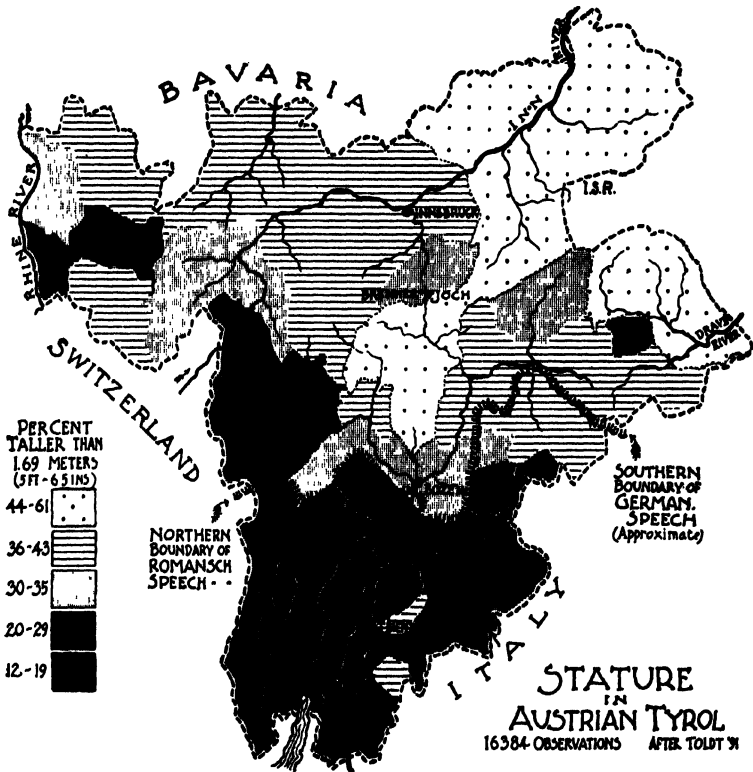 BAVARIA
RHINE RIVER
INN
RIVER
I.S.R.
INNSBRUCK
JOCH
DRAVE
RIVER
SWITZERLAND
PERCENT
TALLER THAN
1.69 METERS
(5FT-6.5INS)
44-61
36-43
30-35
20-29
12-19
NORTHERN
BOUNDARY OF
ROMANSCH
SPEECH
SOUTHERN
BOUNDARY OF
GERMAN.
SPEECH
(Approximate)
ITALY
STATURE
IN
AUSTRIAN TYROL
16384 OBSERVATIONS AFTER TOLDT '91